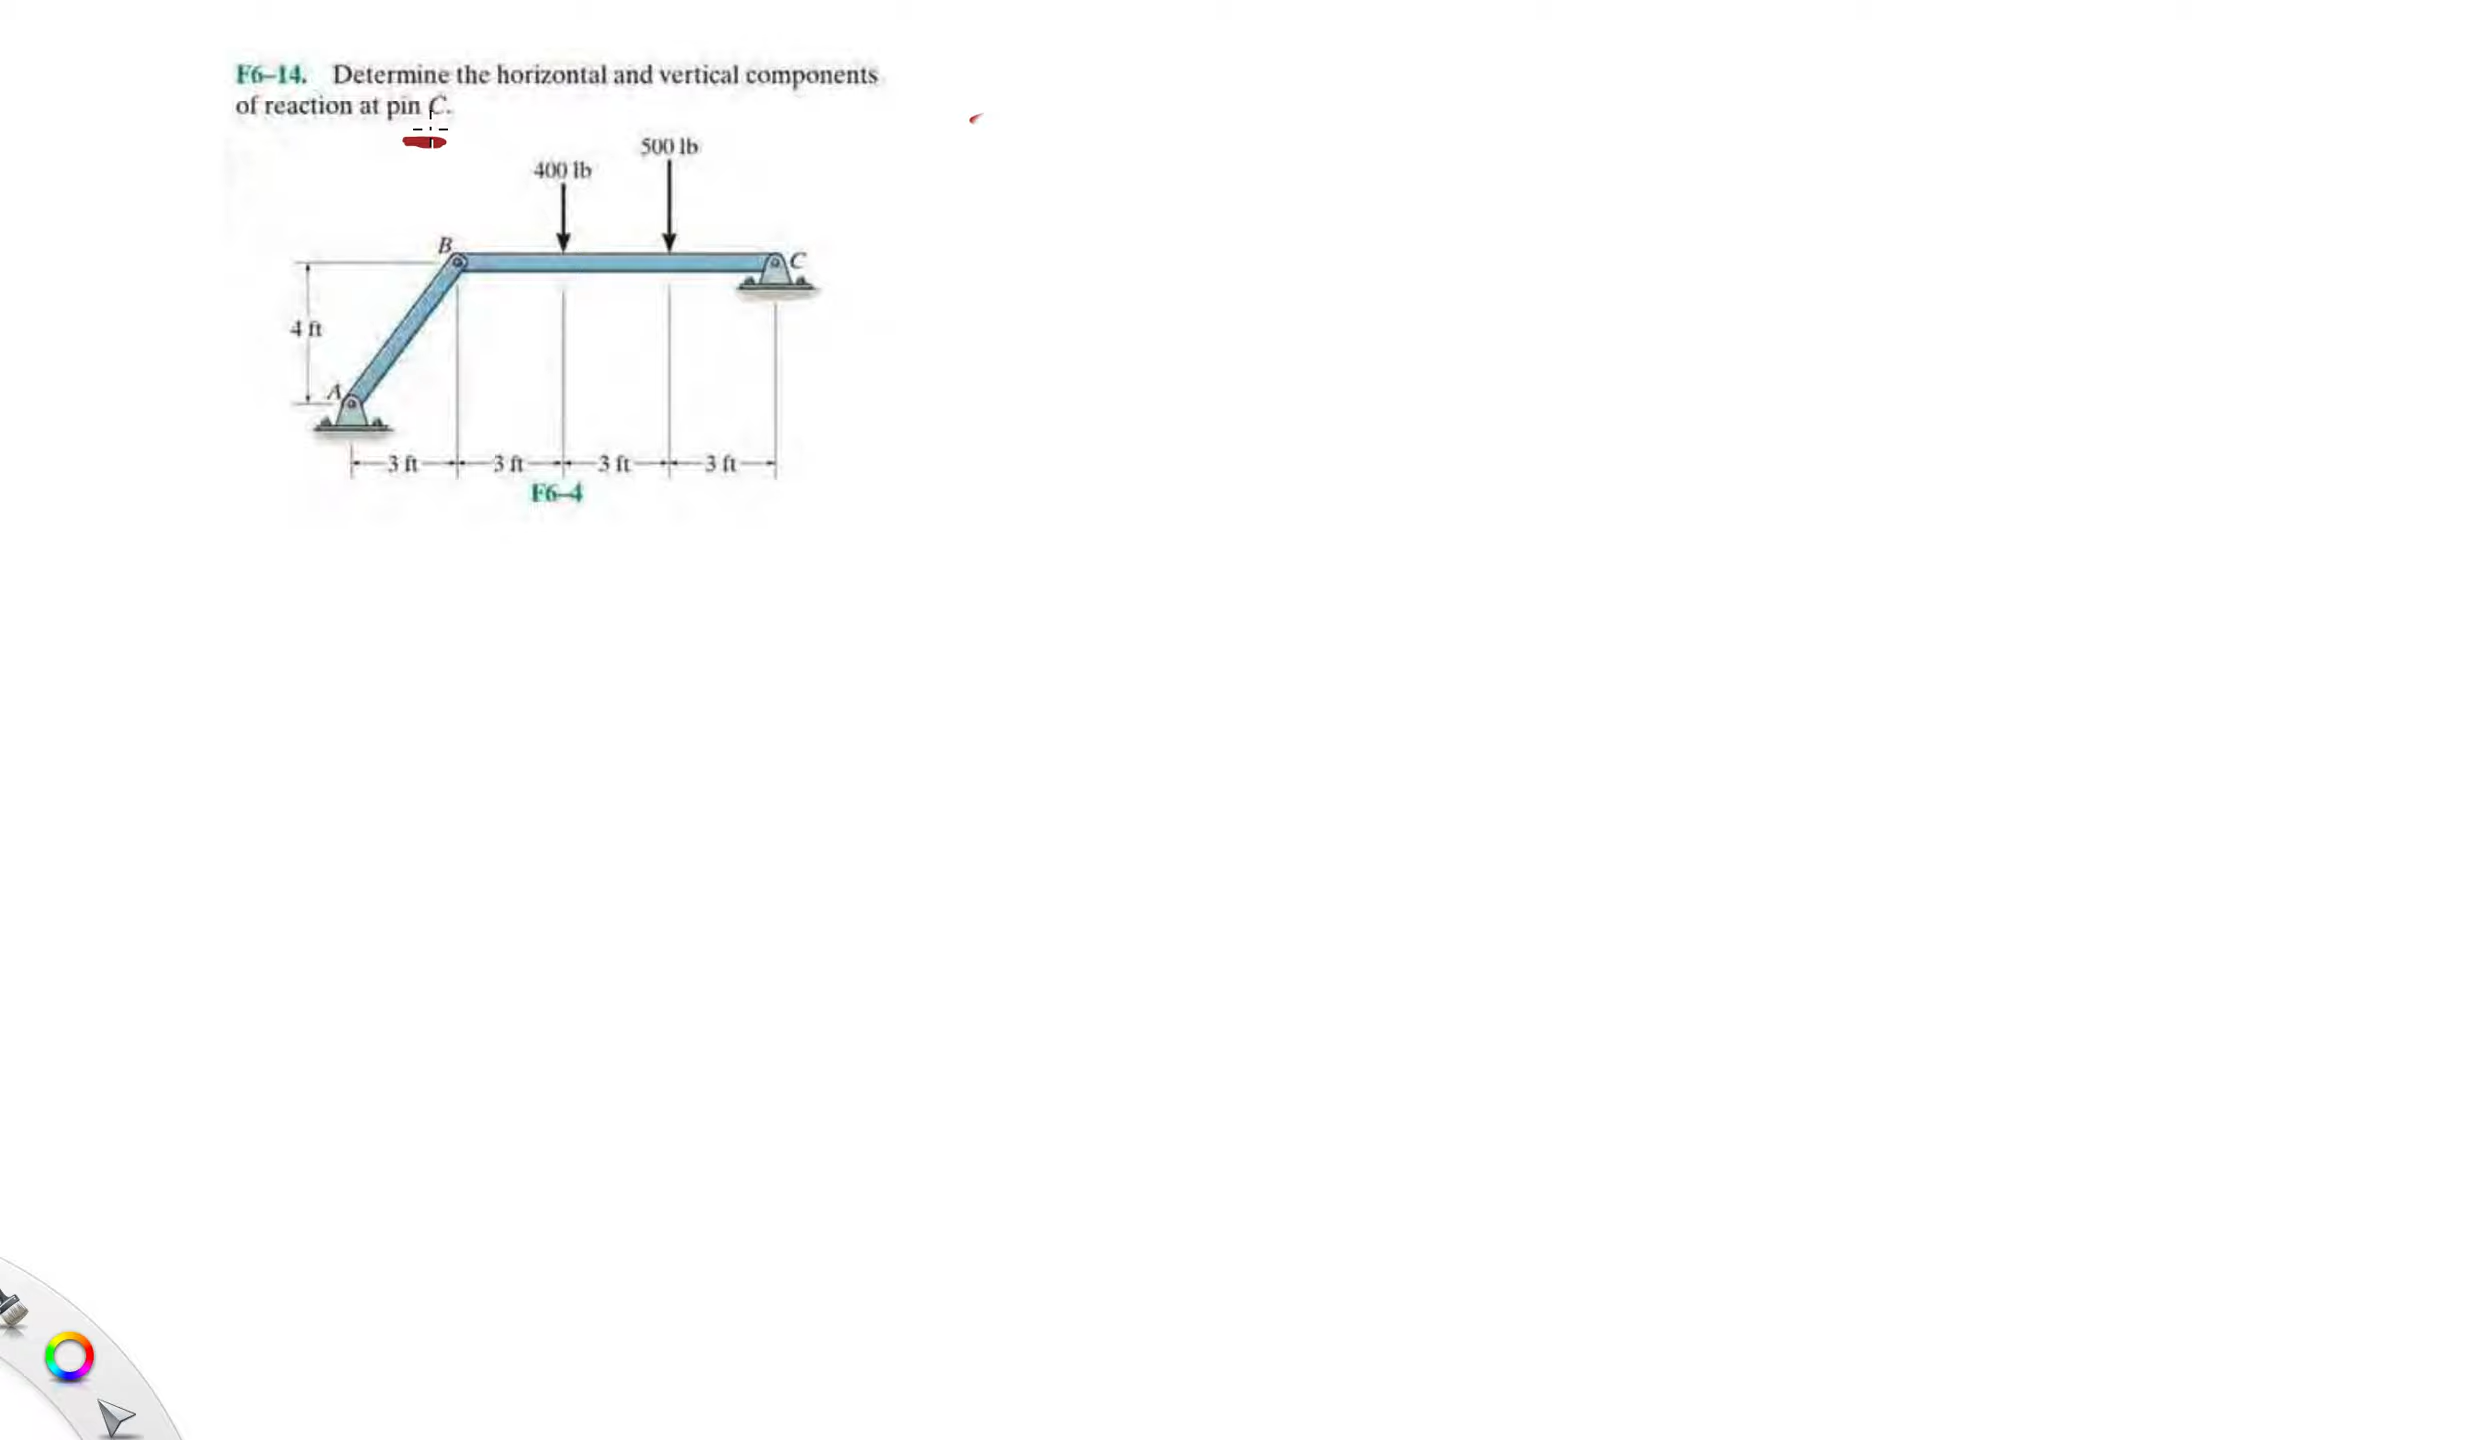 F6–14. Determine the horizontal and vertical components
of reaction at pin C.
500 lb
400 lb
B
C
4 ft
A
3 ft 3 ft 3 ft 3 ft
F6–4